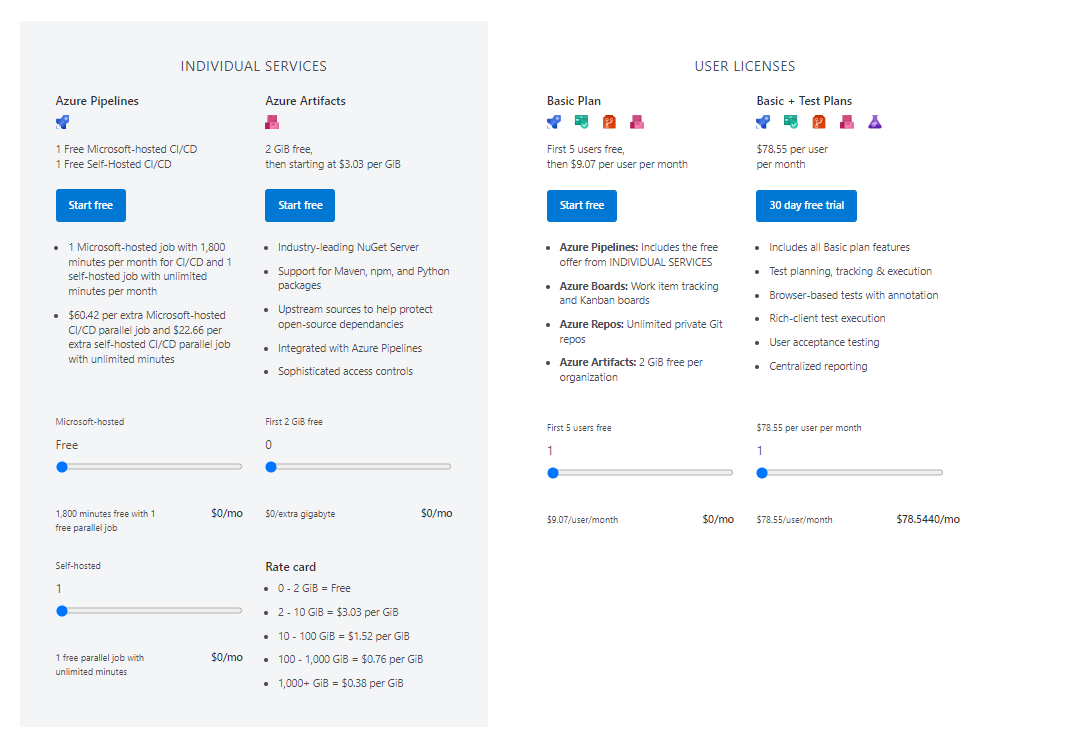 INDIVIDUAL SERVICES
Azure Pipelines
1 Free Microsoft-hosted CI/CD
1 Free Self-Hosted CI/CD
Start free
1 Microsoft-hosted job with 1,800
minutes per month for CI/CD and 1
self-hosted job with unlimited
minutes per month
$60.42 per extra Microsoft-hosted
CI/CD parallel job and $22.66 per
extra self-hosted CI/CD parallel job
with unlimited minutes
Microsoft-hosted
Free
1,800 minutes free with 1
free parallel job
$0/mo
Self-hosted
1
1 free parallel job with
unlimited minutes
$0/mo
Azure Artifacts
2 GiB free,
then starting at $3.03 per GiB
Start free
Industry-leading NuGet Server
Support for Maven, npm, and Python
packages
Upstream sources to help protect
open-source dependancies
Integrated with Azure Pipelines
Sophisticated access controls
First 2 GiB free
0
$0/extra gigabyte
$0/mo
Rate card
0 - 2 GiB = Free
2 - 10 GiB = $3.03 per GiB
10 - 100 GiB = $1.52 per GiB
100 - 1,000 GiB = $0.76 per GiB
1,000+ GiB = $0.38 per GiB
USER LICENSES
Basic Plan
First 5 users free,
then $9.07 per user per month
Start free
Azure Pipelines: Includes the free
offer from INDIVIDUAL SERVICES
Azure Boards: Work item tracking
and Kanban boards
Azure Repos: Unlimited private Git
repos
Azure Artifacts: 2 GiB free per
organization
First 5 users free
1
$9.07/user/month
$0/mo
Basic + Test Plans
$78.55 per user
per month
30 day free trial
Includes all Basic plan features
Test planning, tracking & execution
Browser-based tests with annotation
Rich-client test execution
User acceptance testing
Centralized reporting
$78.55 per user per month
1
$78.55/user/month
$78.5440/mo